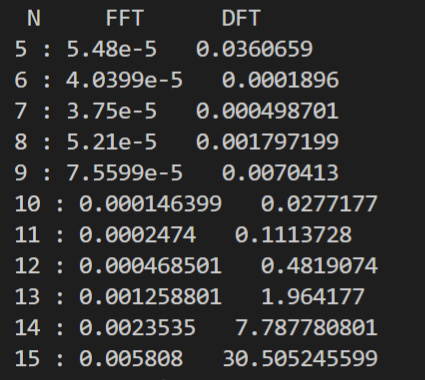 N FFT DFT
5 : 5.48e-5 0.0360659
6 : 4.0399e-5 0.0001896
7 : 3.75e-5 0.000498701
8 : 5.21e-5 0.001797199
9 : 7.5599e-5 0.0070413
10 : 0.000146399 0.0277177
11 : 0.0002474 0.1113728
12 : 0.000468501 0.4819074
13 : 0.001258801 1.964177
14 : 0.0023535 7.787780801
15 : 0.005808 30.505245599